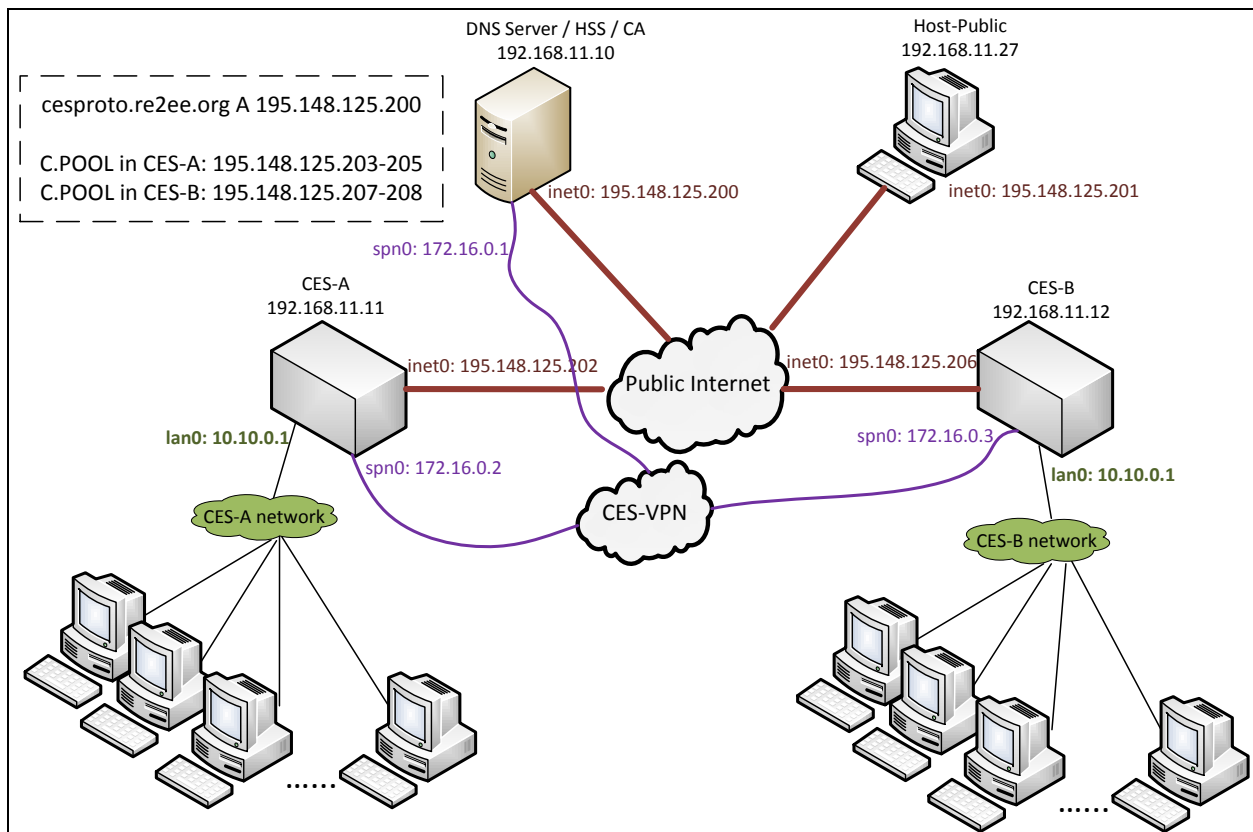 DNS Server / HSS / CA
192.168.11.10
Host-Public
192.168.11.27
cesproto.re2ee.org A 195.148.125.200
C.POOL in CES-A: 195.148.125.203-205
C.POOL in CES-B: 195.148.125.207-208
inet0: 195.148.125.200
inet0: 195.148.125.201
spn0: 172.16.0.1
CES-A
192.168.11.11
CES-B
192.168.11.12
inet0: 195.148.125.202
Public Internet
inet0: 195.148.125.206
lan0: 10.10.0.1
spn0: 172.16.0.2
spn0: 172.16.0.3
lan0: 10.10.0.1
CES-A network
CES-VPN
CES-B network
......
......